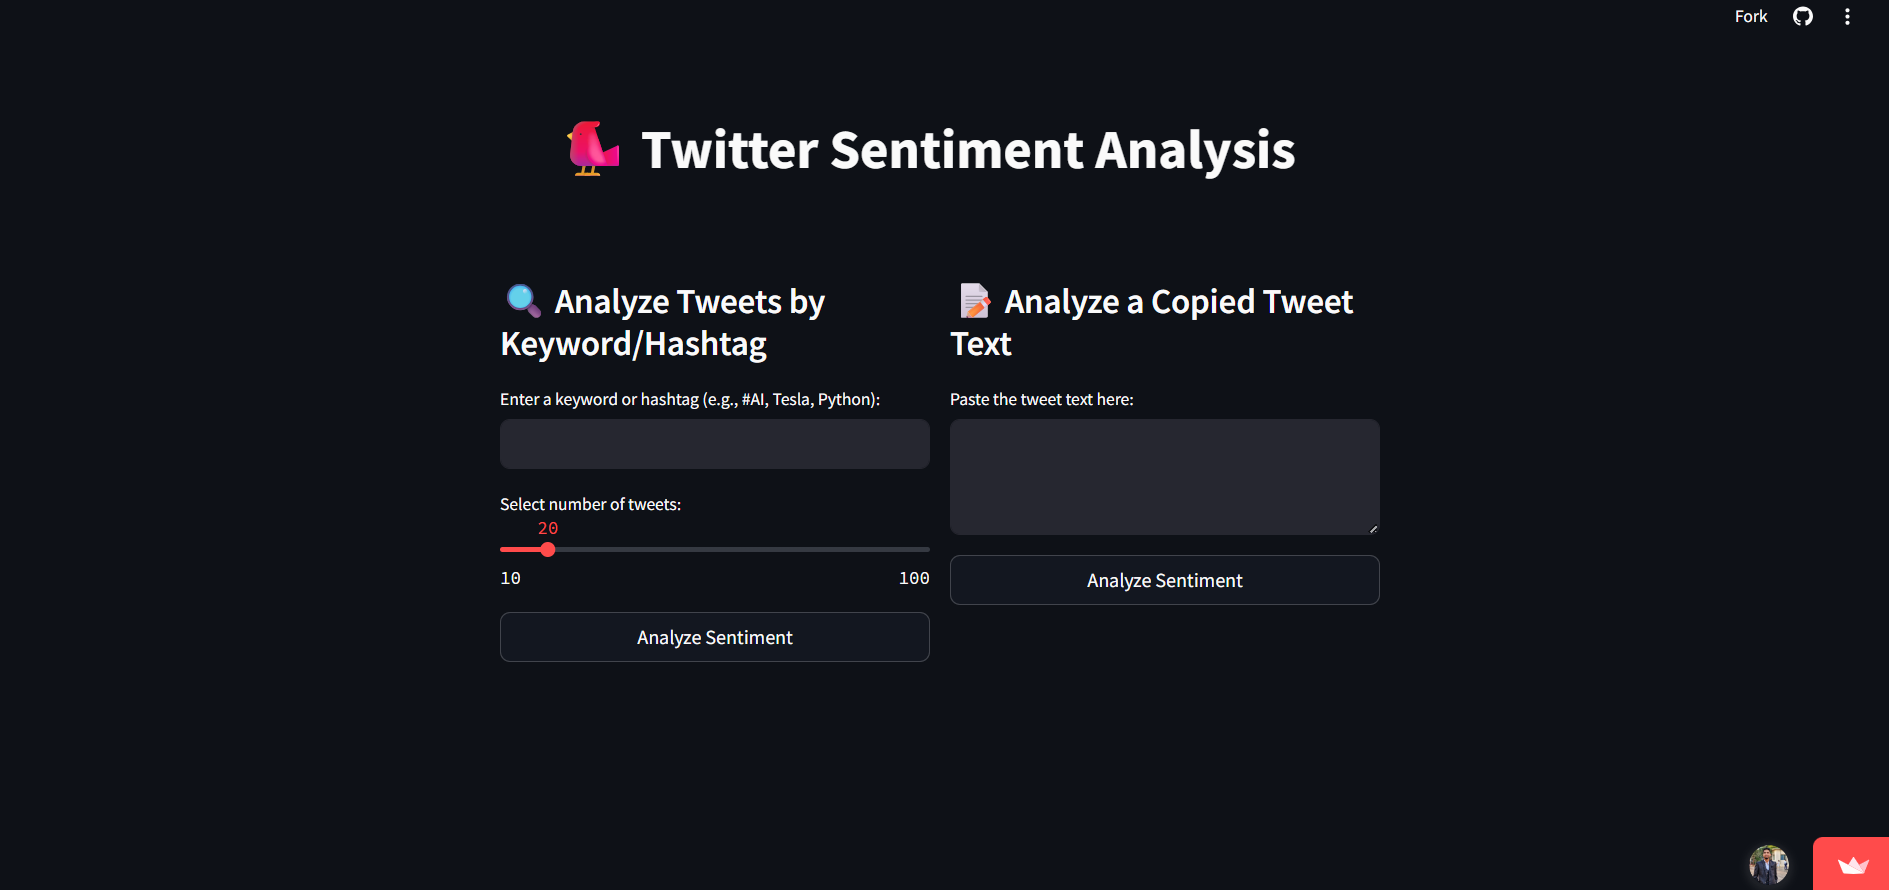 Fork
Twitter Sentiment Analysis
Analyze Tweets by
Keyword/Hashtag
Enter a keyword or hashtag (e.g., #AI, Tesla, Python):
Select number of tweets:
20
10 100
Analyze Sentiment
Analyze a Copied Tweet
Text
Paste the tweet text here:
Analyze Sentiment